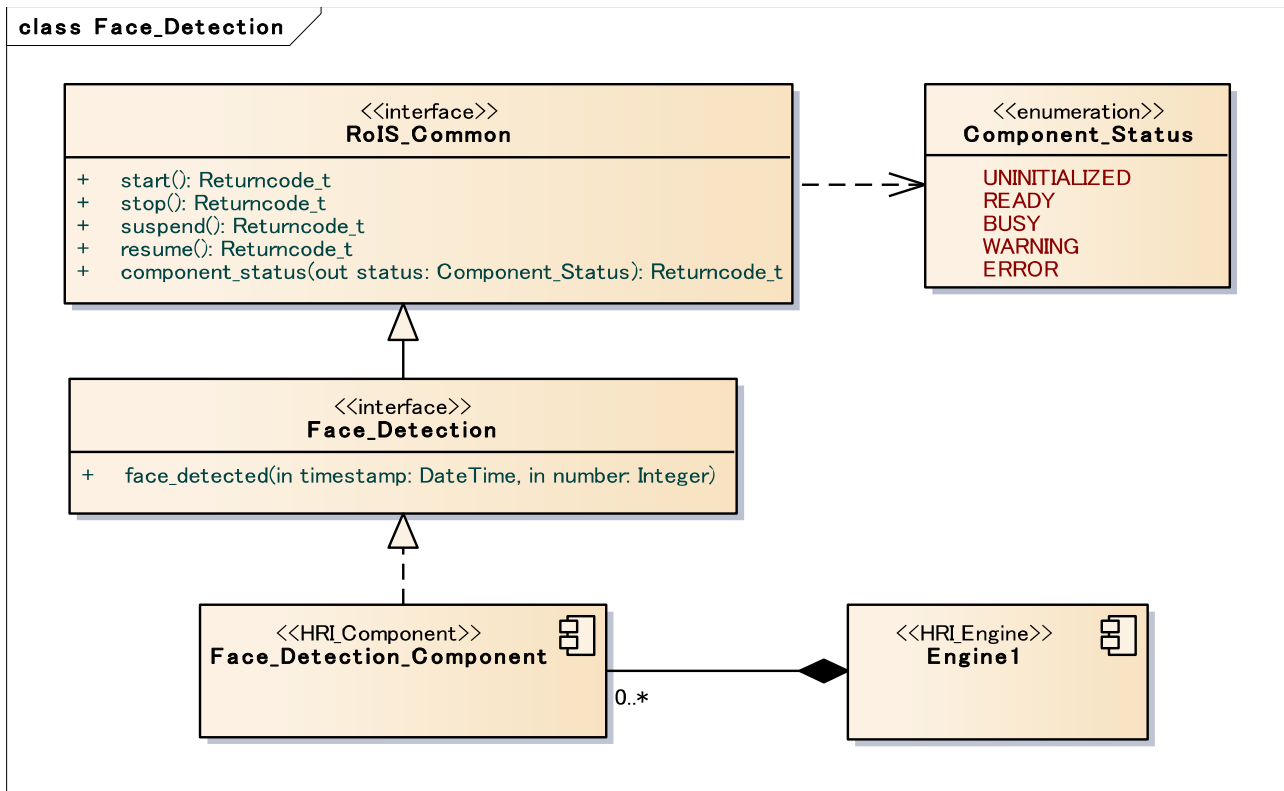 class Face_Detection
<<interface>>
RoIS_Common
+ start(): Returncode_t
+ stop(): Returncode_t
+ suspend(): Returncode_t
+ resume(): Returncode_t
+ component_status(out status: Component_Status): Returncode_t
<<enumeration>>
Component_Status
UNINITIALIZED
READY
BUSY
WARNING
ERROR
<<interface>>
Face_Detection
+ face_detected(in timestamp: DateTime, in number: Integer)
<<HRI_Component>>
Face_Detection_Component
0..*
<<HRI_Engine>>
Engine1